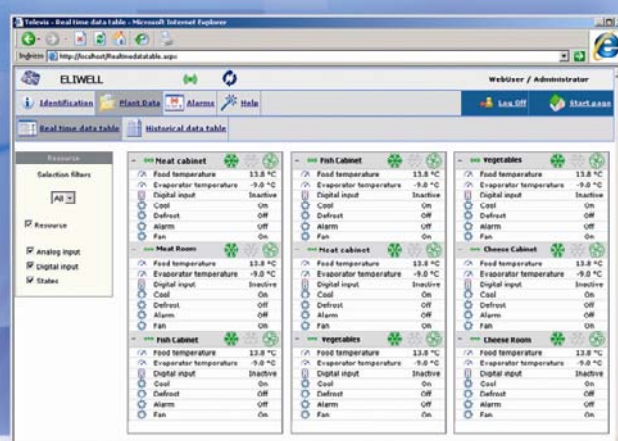 Televis - Real time data table - Microsoft Internet Explorer
Indirizzo http://localhost/Realtimedatatable.aspx
ELIWELL WebUser / Administrator
Identification Plant Data Alarms Help Log Off Start page
Real time data table Historical data table
Resource
Selection filters
All
Resource
Analog input
Digital input
States
Meat cabinet
Food temperature 13.8 °C
Evaporator temperature -9.0 °C
Digital input Inactive
Cool On
Defrost Off
Alarm Off
Fan On
Fish Cabinet
Food temperature 13.8 °C
Evaporator temperature -9.0 °C
Digital input Inactive
Cool On
Defrost Off
Alarm Off
Fan On
Vegetables
Food temperature 13.8 °C
Evaporator temperature -9.0 °C
Digital input Inactive
Cool On
Defrost Off
Alarm Off
Fan On
Meat Room
Food temperature 13.8 °C
Evaporator temperature -9.0 °C
Digital input Inactive
Cool On
Defrost Off
Alarm Off
Fan On
Meat cabinet
Food temperature 13.8 °C
Evaporator temperature -9.0 °C
Digital input Inactive
Cool On
Defrost Off
Alarm Off
Fan On
Cheese Cabinet
Food temperature 13.8 °C
Evaporator temperature -9.0 °C
Digital input Inactive
Cool On
Defrost Off
Alarm Off
Fan On
Fish Cabinet
Food temperature 13.8 °C
Evaporator temperature -9.0 °C
Digital input Inactive
Cool On
Defrost Off
Alarm Off
Fan On
Vegetables
Food temperature 13.8 °C
Evaporator temperature -9.0 °C
Digital input Inactive
Cool On
Defrost Off
Alarm Off
Fan On
Cheese Room
Food temperature 13.8 °C
Evaporator temperature -9.0 °C
Digital input Inactive
Cool On
Defrost Off
Alarm Off
Fan On